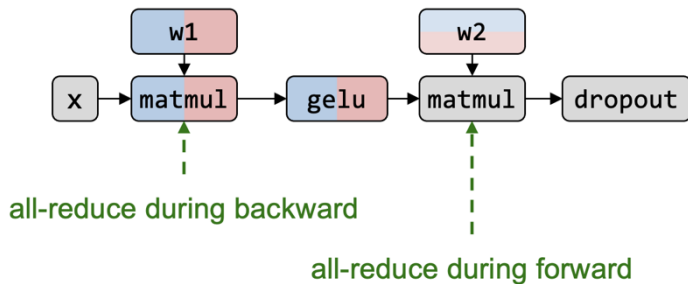 w1
w2
x
matmul
gelu
matmul
dropout
all-reduce during backward
all-reduce during forward